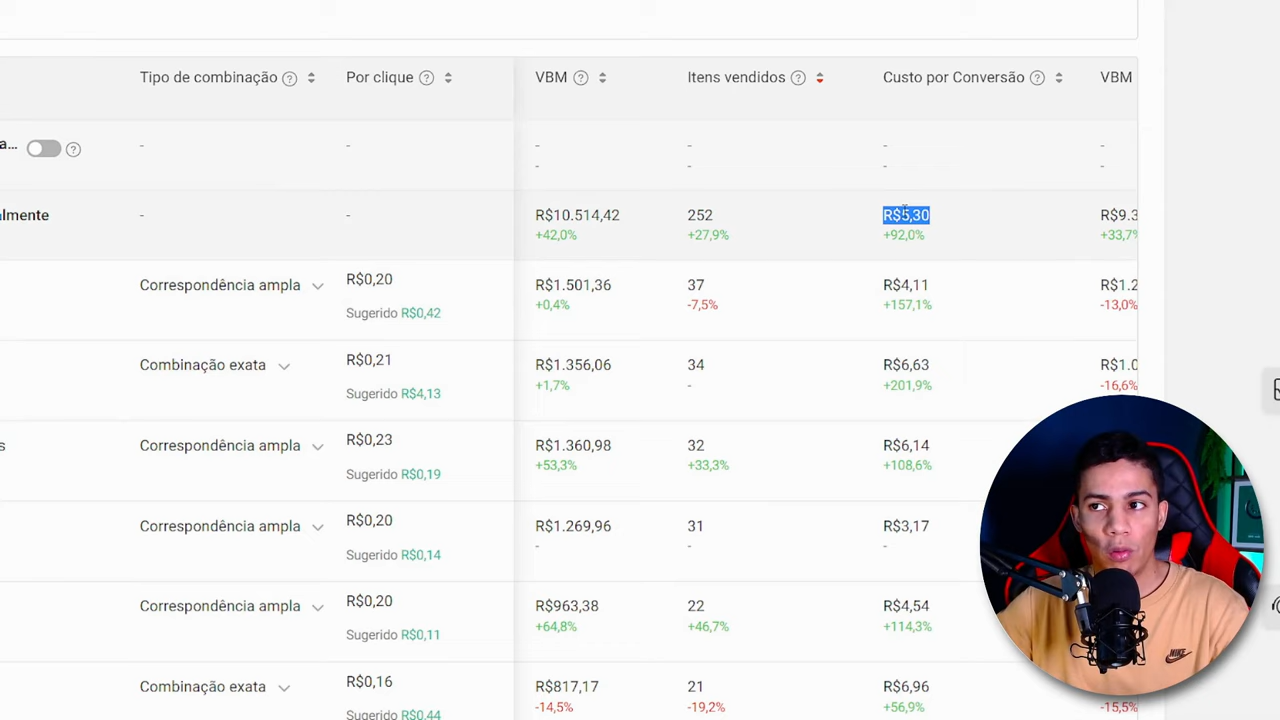 Tipo de combinação ? Por clique ? VBM ? Itens vendidos ? Custo por Conversão ? VBM
a... ? - - - - - -
- - - -
lmente - - R$10.514,42 252 R$5,30 R$9.3
+42,0% +27,9% +92,0% +33,7%
Correspondência ampla R$0,20 R$1.501,36 37 R$4,11 R$1.2
Sugerido R$0,42 +0,4% -7,5% +157,1% -13,0%
Combinação exata R$0,21 R$1.356,06 34 R$6,63 R$1.0
Sugerido R$4,13 +1,7% - +201,9% -16,6%
s Correspondência ampla R$0,23 R$1.360,98 32 R$6,14
Sugerido R$0,19 +53,3% +33,3% +108,6%
Correspondência ampla R$0,20 R$1.269,96 31 R$3,17
Sugerido R$0,14 - - -
Correspondência ampla R$0,20 R$963,38 22 R$4,54
Sugerido R$0,11 +64,8% +46,7% +114,3%
Combinação exata R$0,16 R$817,17 21 R$6,96
Sugerido R$0,44 -14,5% -19,2% +56,9% -15,5%
NIKE